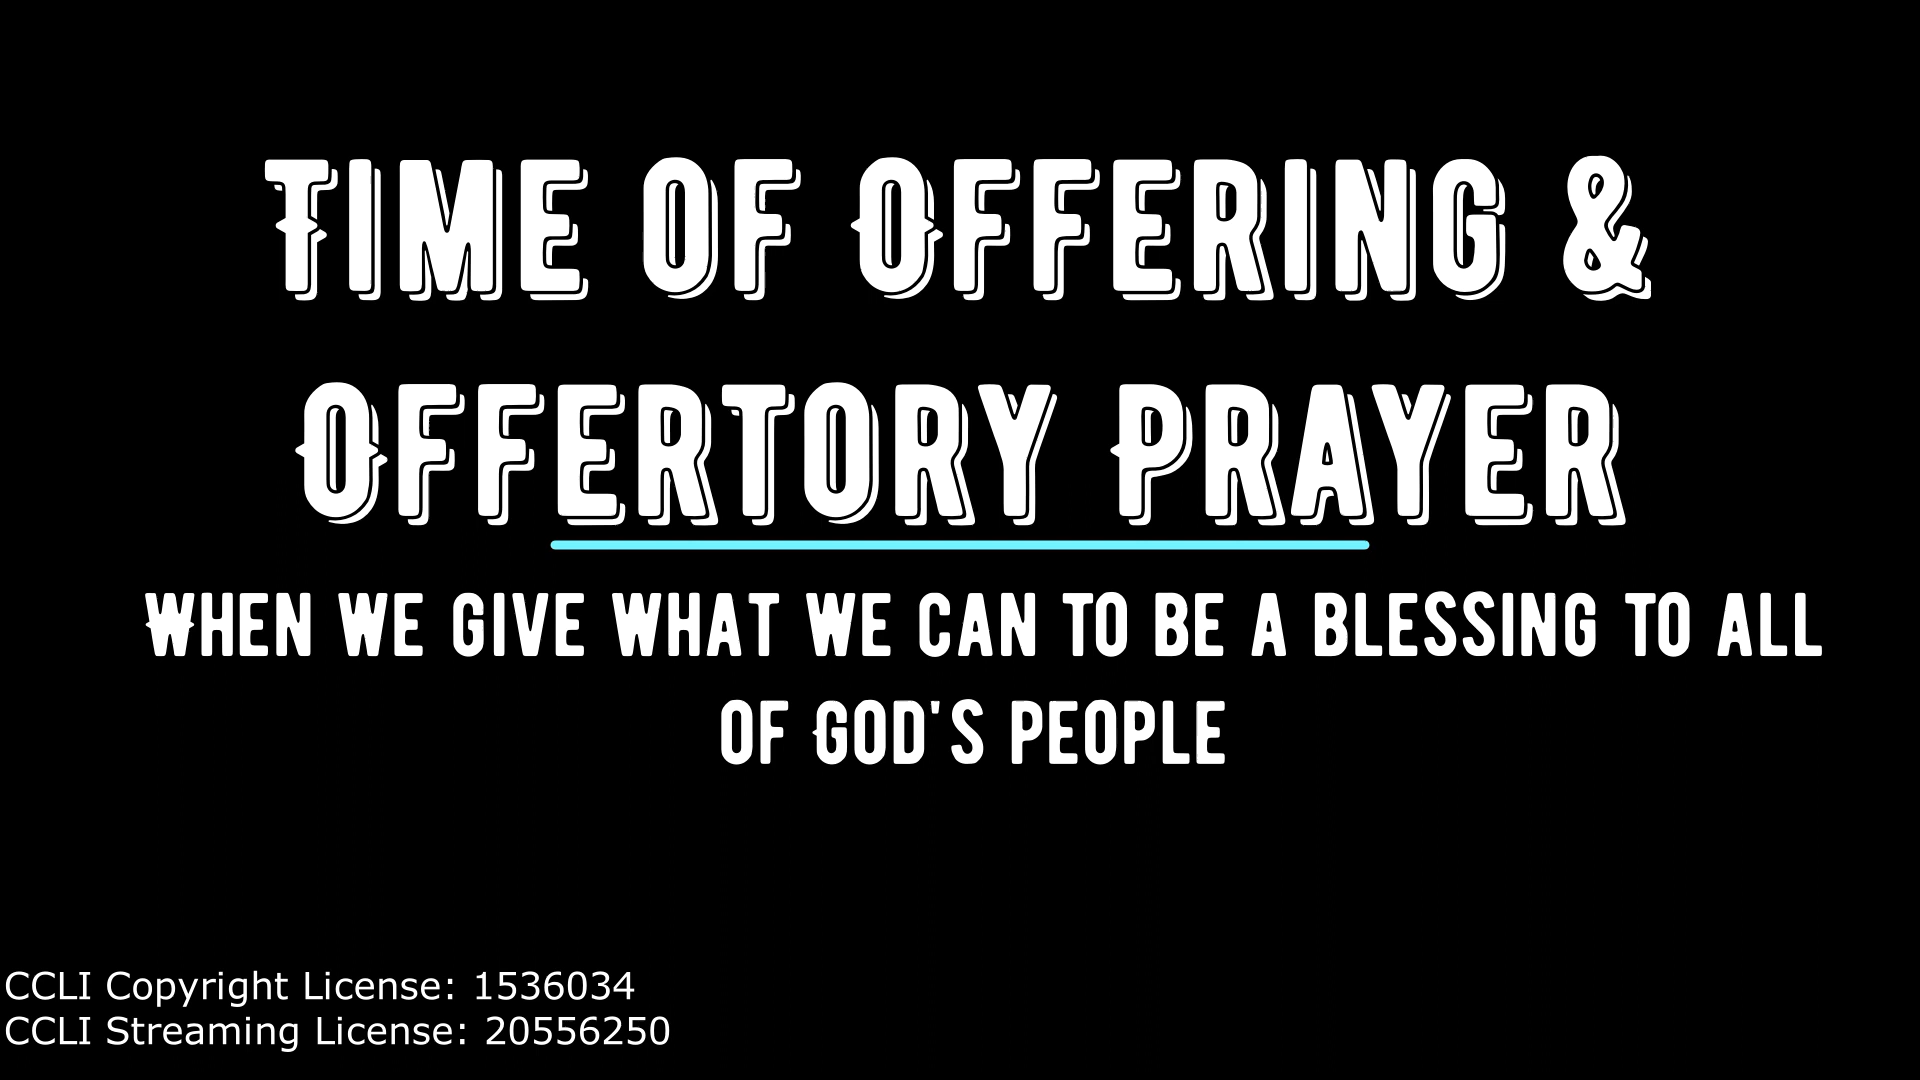 Time of Offering &
Offertory Prayer
When we give what we can to be a blessing to all
of God's people
CCLI Copyright License: 1536034
CCLI Streaming License: 20556250